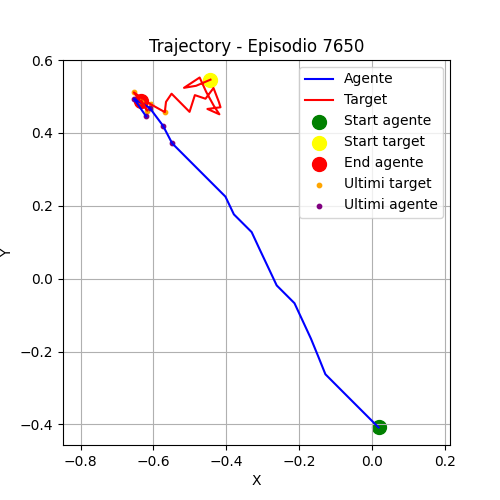 Trajectory - Episodio 7650
Agente
Target
Start agente
Start target
End agente
Ultimi target
Ultimi agente
0.6
0.4
0.2
0.0
−0.2
−0.4
Y
−0.8
−0.6
−0.4
−0.2
0.0
0.2
X